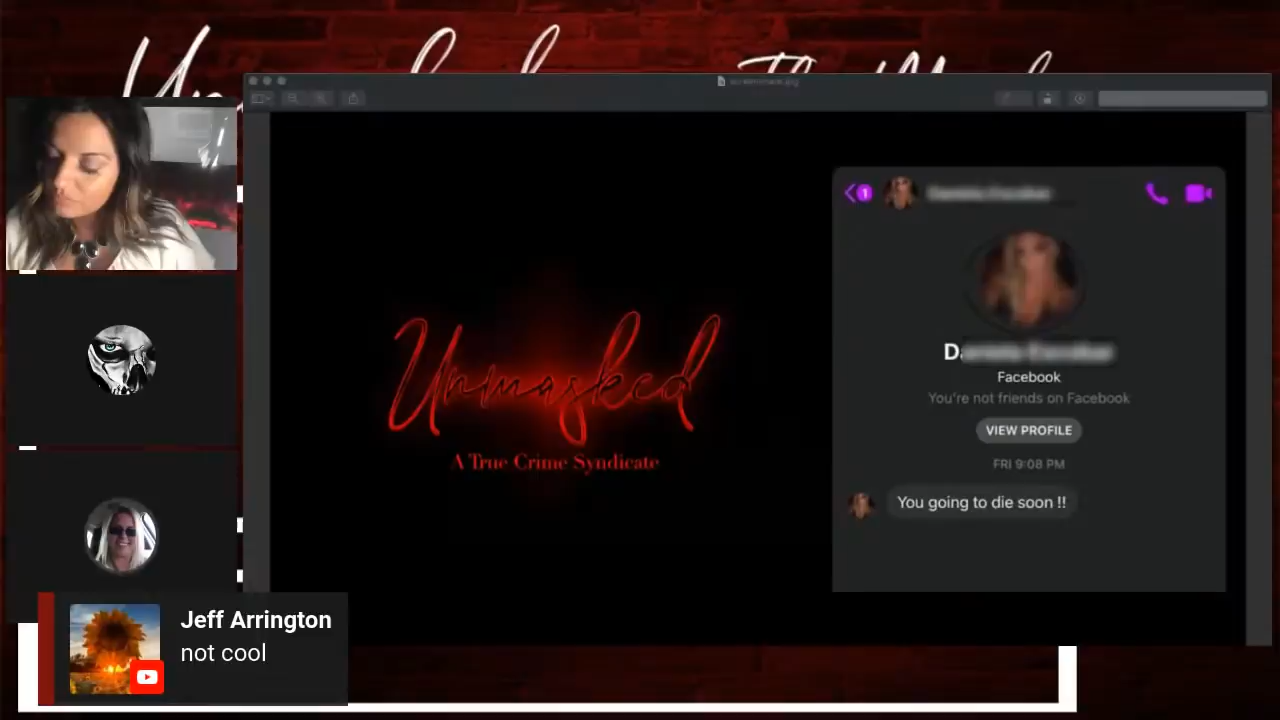 Unmasked
A True Crime Syndicate
1
Facebook
You're not friends on Facebook
VIEW PROFILE
FRI 9:08 PM
You going to die soon !!
Jeff Arrington
not cool